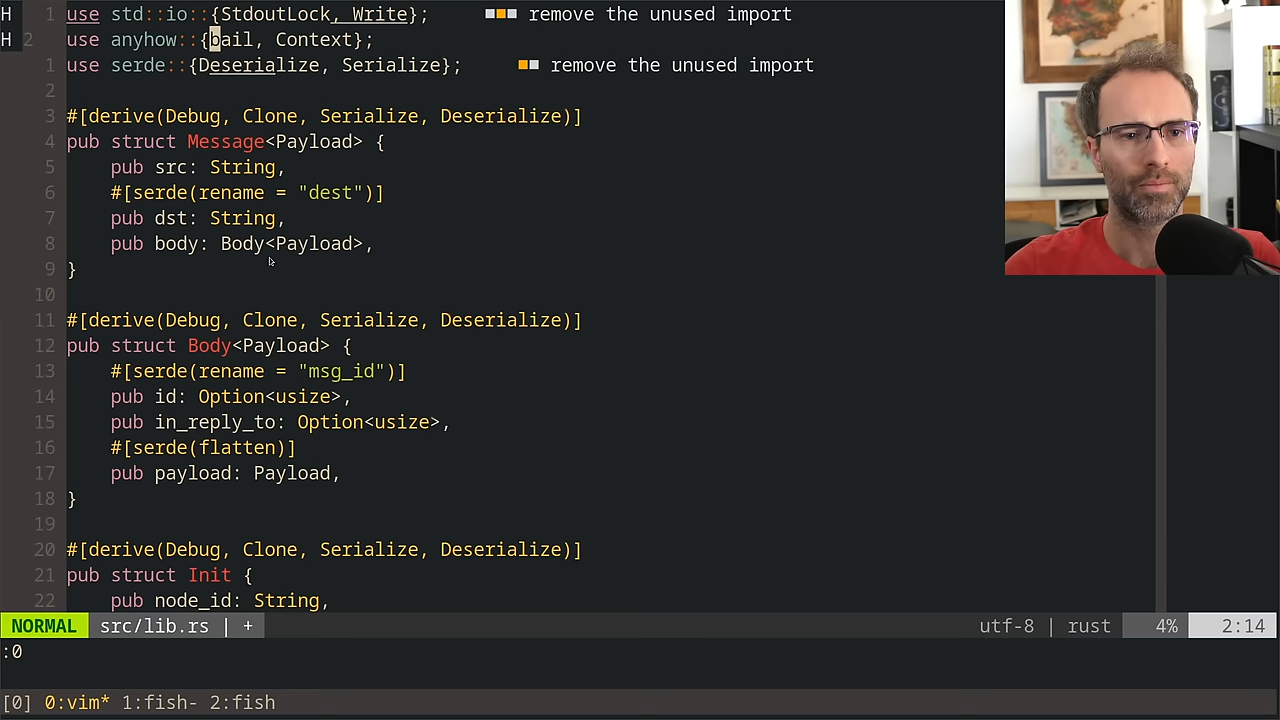 H 1 use std::io::{StdoutLock, Write}; remove the unused import
H 2 use anyhow::{bail, Context};
1 use serde::{Deserialize, Serialize}; remove the unused import
2
3 #[derive(Debug, Clone, Serialize, Deserialize)]
4 pub struct Message<Payload> {
5 pub src: String,
6 #[serde(rename = "dest")]
7 pub dst: String,
8 pub body: Body<Payload>,
9 }
10
11 #[derive(Debug, Clone, Serialize, Deserialize)]
12 pub struct Body<Payload> {
13 #[serde(rename = "msg_id")]
14 pub id: Option<usize>,
15 pub in_reply_to: Option<usize>,
16 #[serde(flatten)]
17 pub payload: Payload,
18 }
19
20 #[derive(Debug, Clone, Serialize, Deserialize)]
21 pub struct Init {
22 pub node_id: String,
NORMAL src/lib.rs | + utf-8 | rust 4% 2:14
:0
[0] 0:vim* 1:fish- 2:fish